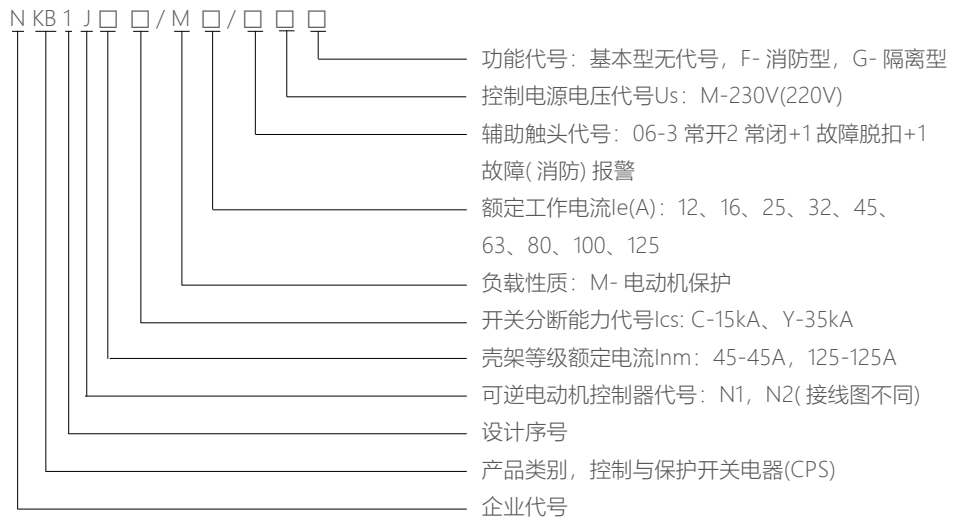 N KB 1 J □ □ / M □ / □ □ □
功能代号：基本型无代号，F- 消防型，G- 隔离型
控制电源电压代号Us：M-230V(220V)
辅助触头代号：06-3 常开2 常闭+1 故障脱扣+1
故障( 消防) 报警
额定工作电流Ie(A)：12、16、25、32、45、
63、80、100、125
负载性质：M- 电动机保护
开关分断能力代号Ics: C-15kA、Y-35kA
壳架等级额定电流Inm：45-45A，125-125A
可逆电动机控制器代号：N1，N2( 接线图不同)
设计序号
产品类别，控制与保护开关电器(CPS)
企业代号